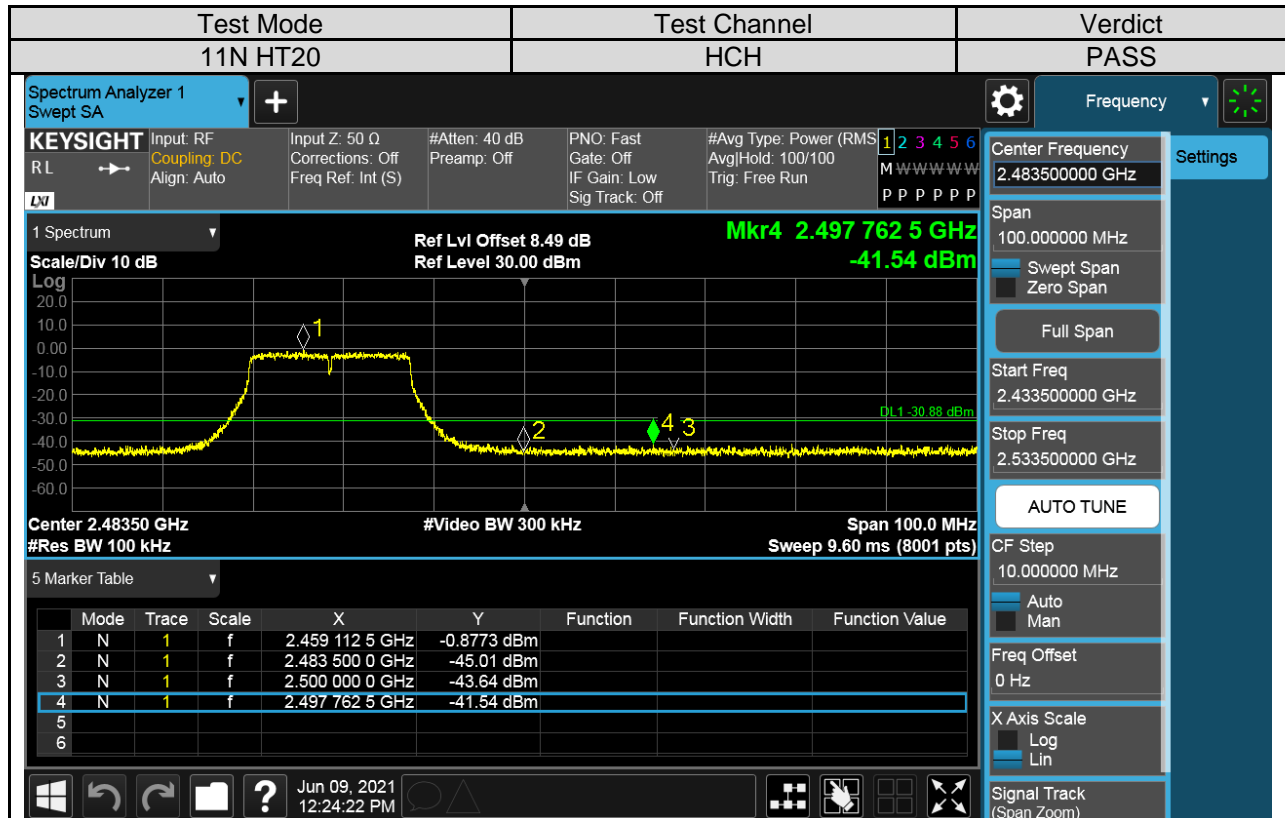 Test Mode Test Channel Verdict
11N HT20 HCH PASS
Spectrum Analyzer 1
Swept SA
+
Frequency
KEYSIGHT
RL
LXI
Input: RF
Coupling: DC
Align: Auto
Input Z: 50 Ω
Corrections: Off
Freq Ref: Int (S)
#Atten: 40 dB
Preamp: Off
PNO: Fast
Gate: Off
IF Gain: Low
Sig Track: Off
#Avg Type: Power (RMS
Avg|Hold: 100/100
Trig: Free Run
1 2 3 4 5 6
M W W W W W
P P P P P P
1 Spectrum
Scale/Div 10 dB
Ref Lvl Offset 8.49 dB
Ref Level 30.00 dBm
Mkr4 2.497 762 5 GHz
-41.54 dBm
Log
20.0
10.0
0.00
-10.0
-20.0
-30.0
-40.0
-50.0
-60.0
1
2
4
3
DL1 -30.88 dBm
Center 2.48350 GHz #Video BW 300 kHz Span 100.0 MHz
#Res BW 100 kHz Sweep 9.60 ms (8001 pts)
5 Marker Table
Mode Trace Scale X Y Function Function Width Function Value
1 N 1 f 2.459 112 5 GHz -0.8773 dBm
2 N 1 f 2.483 500 0 GHz -45.01 dBm
3 N 1 f 2.500 000 0 GHz -43.64 dBm
4 N 1 f 2.497 762 5 GHz -41.54 dBm
5
6
?
Jun 09, 2021
12:24:22 PM
Center Frequency
2.483500000 GHz
Settings
Span
100.000000 MHz
Swept Span
Zero Span
Full Span
Start Freq
2.433500000 GHz
Stop Freq
2.533500000 GHz
AUTO TUNE
CF Step
10.000000 MHz
Auto
Man
Freq Offset
0 Hz
X Axis Scale
Log
Lin
Signal Track
(Span Zoom)